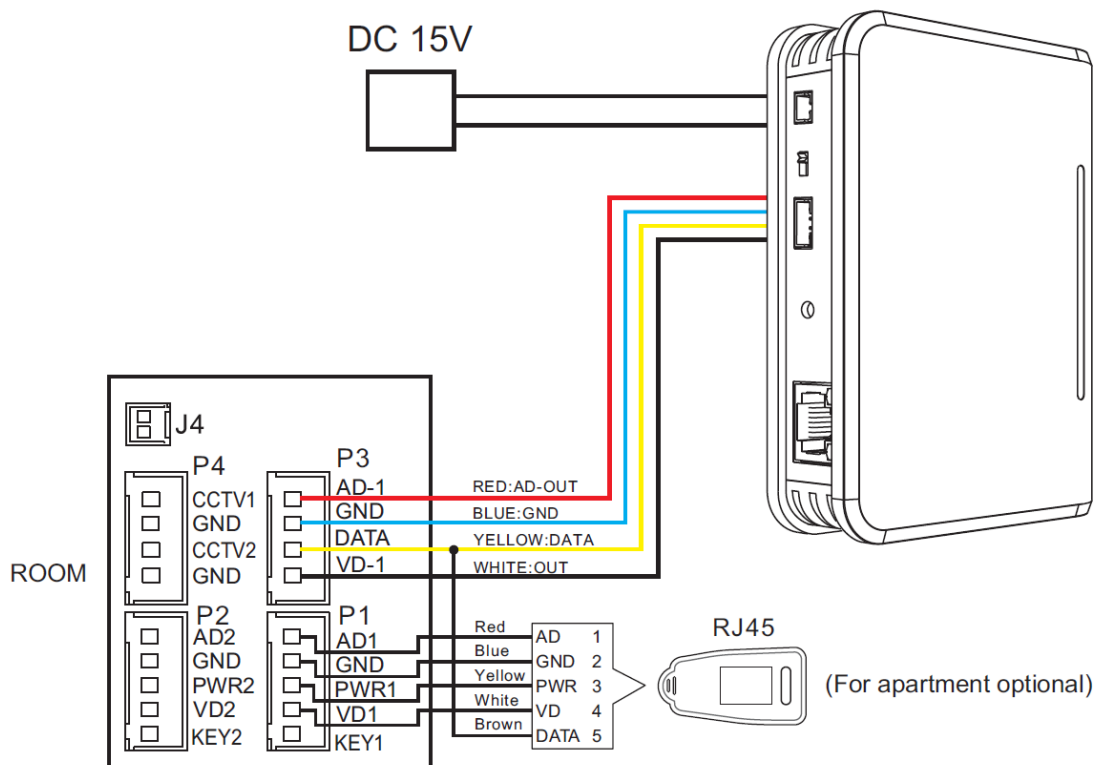 DC 15V
J4
P4
P3
CCTV1
GND
CCTV2
GND
AD-1
GND
DATA
VD-1
RED:AD-OUT
BLUE:GND
YELLOW:DATA
WHITE:OUT
ROOM
P2
P1
AD2
GND
PWR2
VD2
KEY2
AD1
GND
PWR1
VD1
KEY1
Red
Blue
Yellow
White
Brown
AD 1
GND 2
PWR 3
VD 4
DATA 5
RJ45
(For apartment optional)